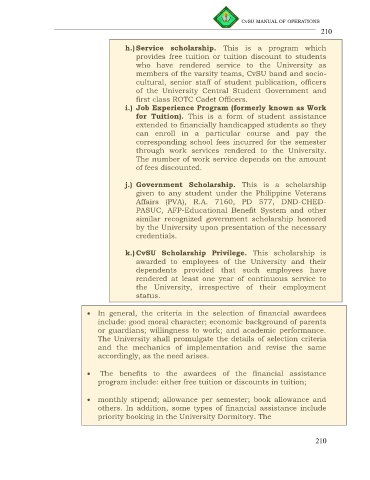 CvSU MANUAL OF OPERATIONS
210
h.) Service scholarship. This is a program which
provides free tuition or tuition discount to students
who have rendered service to the University as
members of the varsity teams, CvSU band and socio-
cultural, senior staff of student publication, officers
of the University Central Student Government and
first class ROTC Cadet Officers.
i.) Job Experience Program (formerly known as Work
for Tuition). This is a form of student assistance
extended to financially handicapped students so they
can enroll in a particular course and pay the
corresponding school fees incurred for the semester
through work services rendered to the University.
The number of work service depends on the amount
of fees discounted.
j.) Government Scholarship. This is a scholarship
given to any student under the Philippine Veterans
Affairs (PVA), R.A. 7160, PD 577, DND-CHED-
PASUC, AFP-Educational Benefit System and other
similar recognized government scholarship honored
by the University upon presentation of the necessary
credentials.
k.) CvSU Scholarship Privilege. This scholarship is
awarded to employees of the University and their
dependents provided that such employees have
rendered at least one year of continuous service to
the University, irrespective of their employment
status.
• In general, the criteria in the selection of financial awardees
include: good moral character; economic background of parents
or guardians; willingness to work; and academic performance.
The University shall promulgate the details of selection criteria
and the mechanics of implementation and revise the same
accordingly, as the need arises.
• The benefits to the awardees of the financial assistance
program include: either free tuition or discounts in tuition;
• monthly stipend; allowance per semester; book allowance and
others. In addition, some types of financial assistance include
priority booking in the University Dormitory. The
210